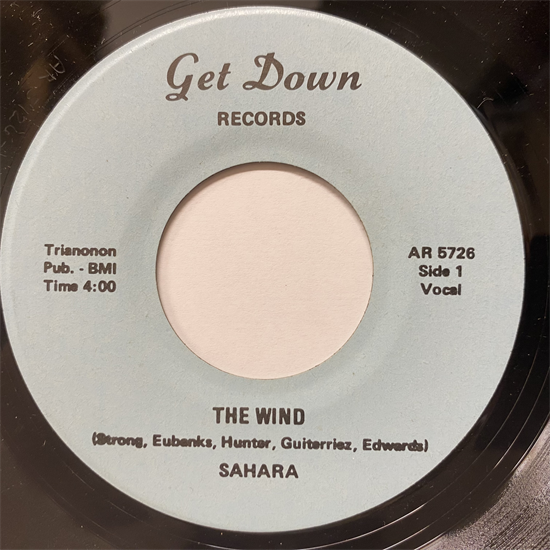 Get Down
RECORDS
Trianonon
Pub. - BMI
Time 4:00
AR 5726
Side 1
Vocal
THE WIND
(Strong, Eubanks, Hunter, Guiterriez, Edwards)
SAHARA